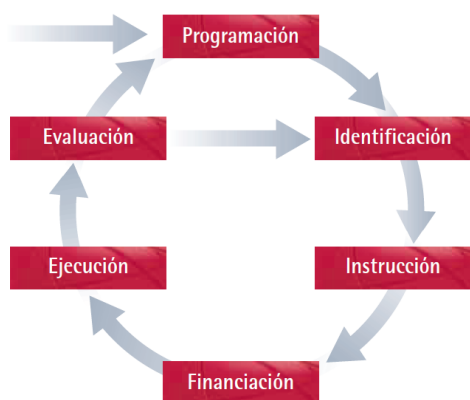 Programación
Evaluación
Identificación
Ejecución
Instrucción
Financiación